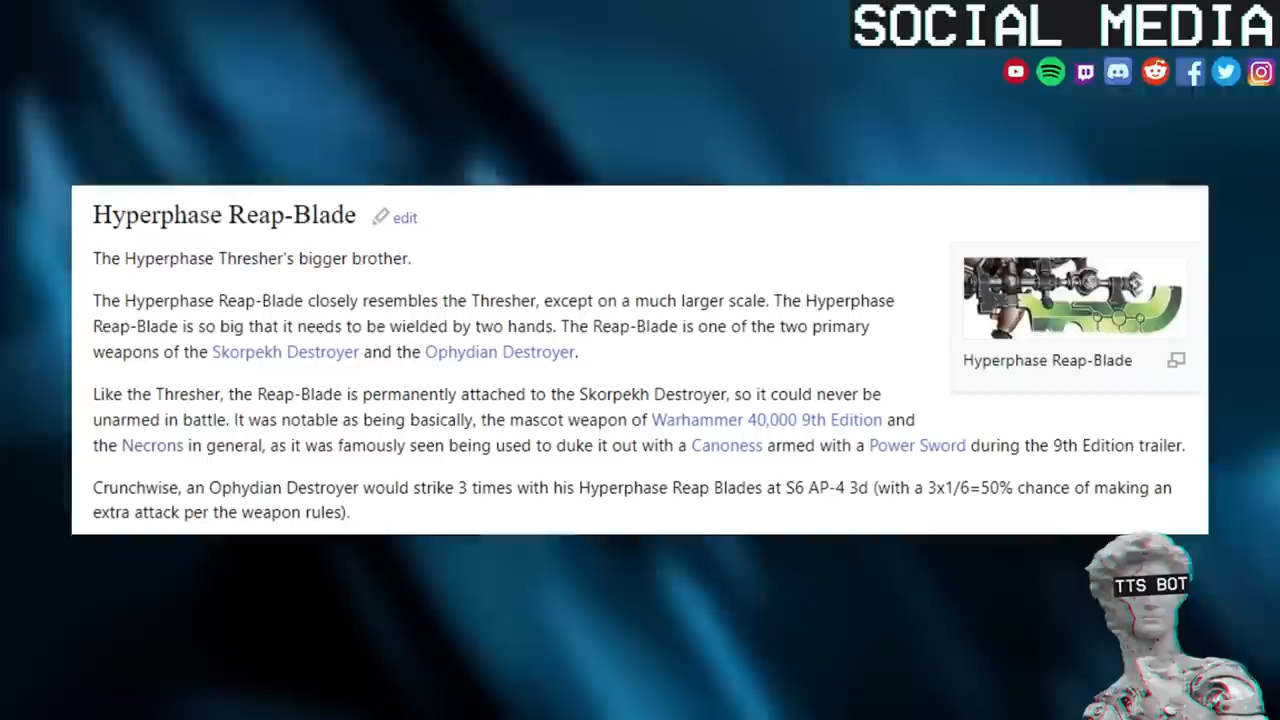 SOCIAL MEDIA
Hyperphase Reap-Blade edit
The Hyperphase Thresher's bigger brother.
The Hyperphase Reap-Blade closely resembles the Thresher, except on a much larger scale. The Hyperphase
Reap-Blade is so big that it needs to be wielded by two hands. The Reap-Blade is one of the two primary
weapons of the Skorpekh Destroyer and the Ophydian Destroyer.
Hyperphase Reap-Blade
Like the Thresher, the Reap-Blade is permanently attached to the Skorpekh Destroyer, so it could never be
unarmed in battle. It was notable as being basically, the mascot weapon of Warhammer 40,000 9th Edition and
the Necrons in general, as it was famously seen being used to duke it out with a Canoness armed with a Power Sword during the 9th Edition trailer.
Crunchwise, an Ophydian Destroyer would strike 3 times with his Hyperphase Reap Blades at S6 AP-4 3d (with a 3x1/6=50% chance of making an
extra attack per the weapon rules).
TTS BOT